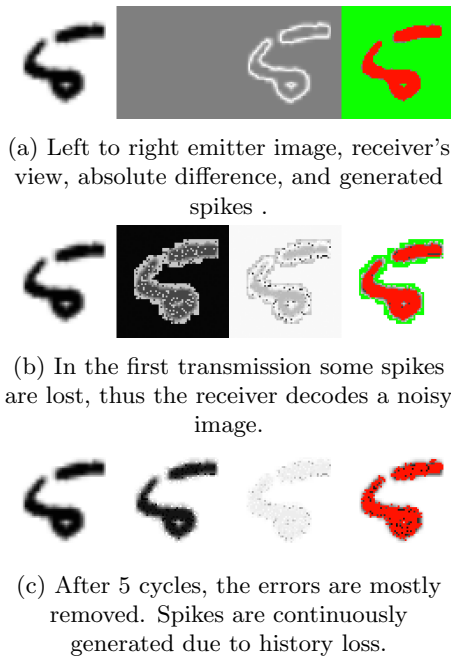 (a) Left to right emitter image, receiver's
view, absolute difference, and generated
spikes .
(b) In the first transmission some spikes
are lost, thus the receiver decodes a noisy
image.
(c) After 5 cycles, the errors are mostly
removed. Spikes are continuously
generated due to history loss.